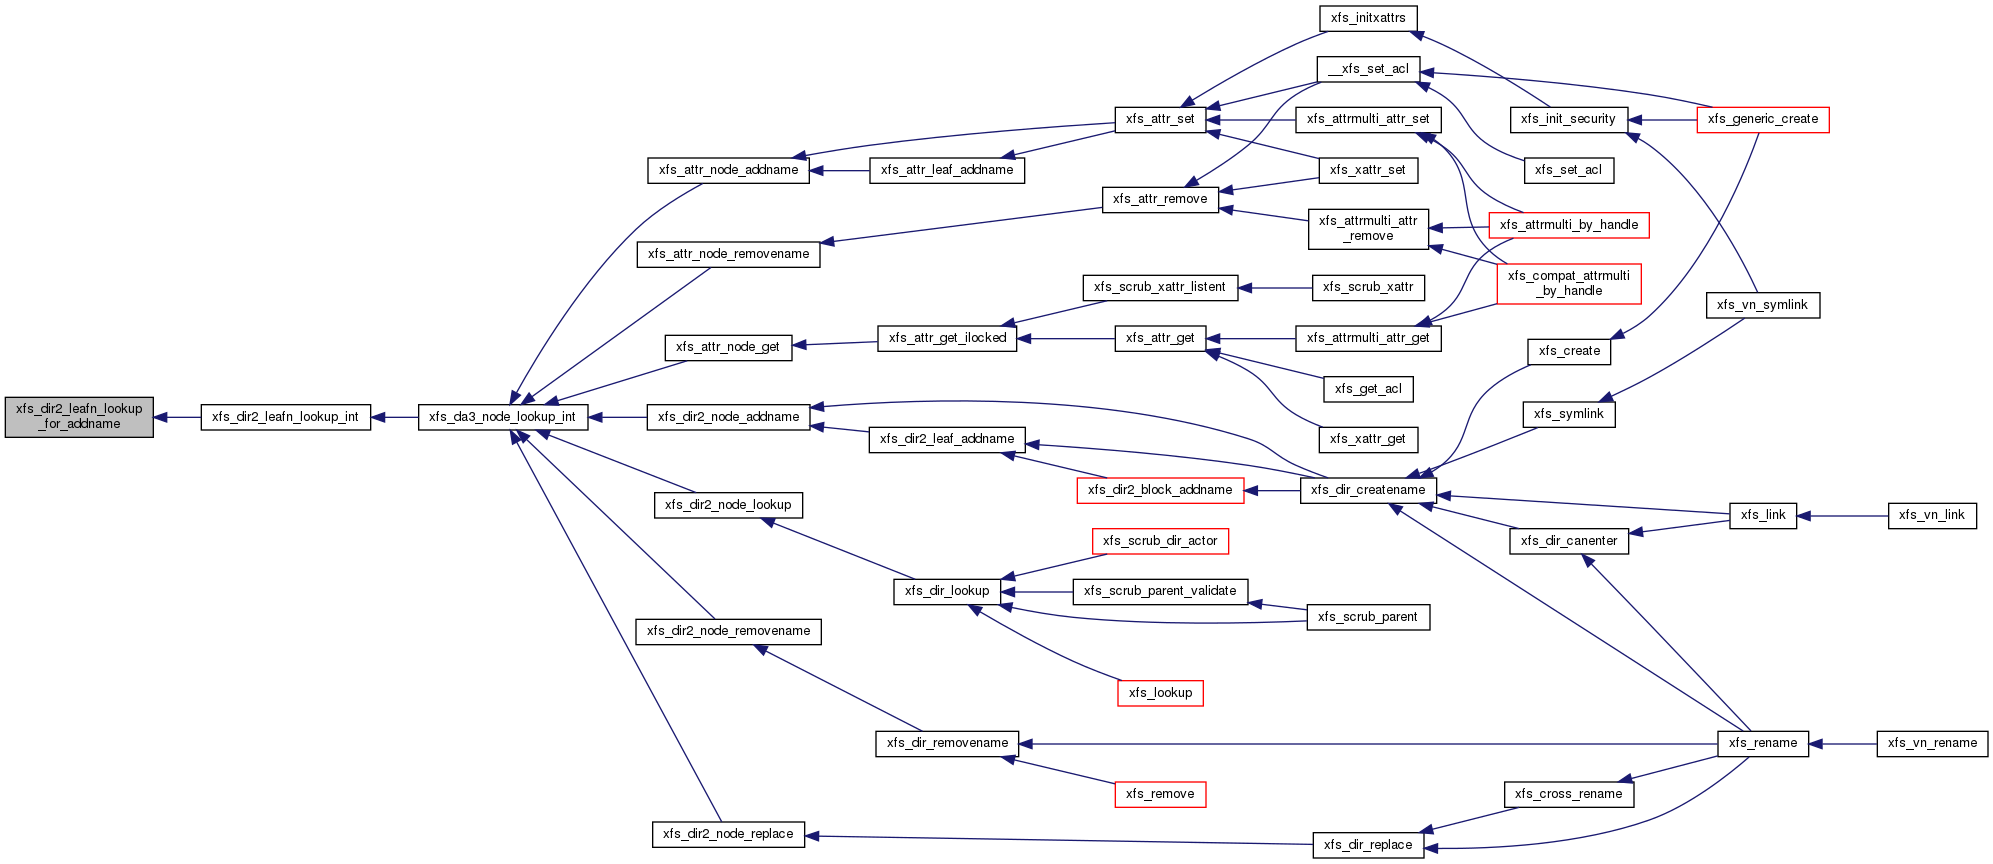 xfs_initxattrs
__xfs_set_acl
xfs_attr_set
xfs_attrmulti_attr_set
xfs_init_security
xfs_generic_create
xfs_attr_node_addname
xfs_attr_leaf_addname
xfs_xattr_set
xfs_set_acl
xfs_attr_remove
xfs_attrmulti_attr
_remove
xfs_attrmulti_by_handle
xfs_attr_node_removename
xfs_scrub_xattr_listent
xfs_scrub_xattr
xfs_compat_attrmulti
_by_handle
xfs_vn_symlink
xfs_attr_node_get
xfs_attr_get_ilocked
xfs_attr_get
xfs_attrmulti_attr_get
xfs_create
xfs_get_acl
xfs_dir2_leafn_lookup
_for_addname
xfs_dir2_leafn_lookup_int
xfs_da3_node_lookup_int
xfs_dir2_node_addname
xfs_symlink
xfs_dir2_leaf_addname
xfs_xattr_get
xfs_dir2_block_addname
xfs_dir_createname
xfs_dir2_node_lookup
xfs_link
xfs_vn_link
xfs_scrub_dir_actor
xfs_dir_canenter
xfs_dir_lookup
xfs_scrub_parent_validate
xfs_scrub_parent
xfs_dir2_node_removename
xfs_lookup
xfs_dir_removename
xfs_rename
xfs_vn_rename
xfs_remove
xfs_cross_rename
xfs_dir2_node_replace
xfs_dir_replace